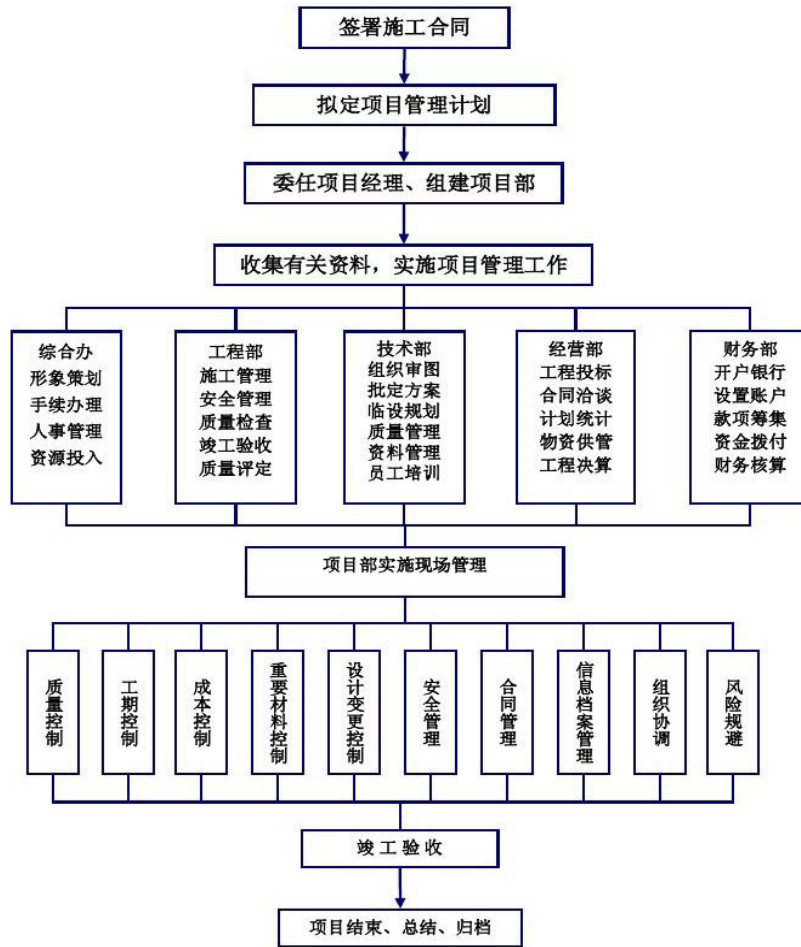 签署施工合同
拟定项目管理计划
委任项目经理、组建项目部
收集有关资料，实施项目管理工作
综合办
形象策划
手续办理
人事管理
资源投入
工程部
施工管理
安全管理
质量检查
竣工验收
质量评定
技术部
组织审图
批定方案
临设规划
质量管理
资料管理
员工培训
经营部
工程投标
合同洽谈
计划统计
物资供管
工程决算
财务部
开户银行
设置账户
款项筹集
资金拨付
财务核算
项目部实施现场管理
质量控制
工期控制
成本控制
重要材料控制
设计变更控制
安全管理
合同管理
信息档案管理
组织协调
风险规避
竣工验收
项目结束、总结、归档